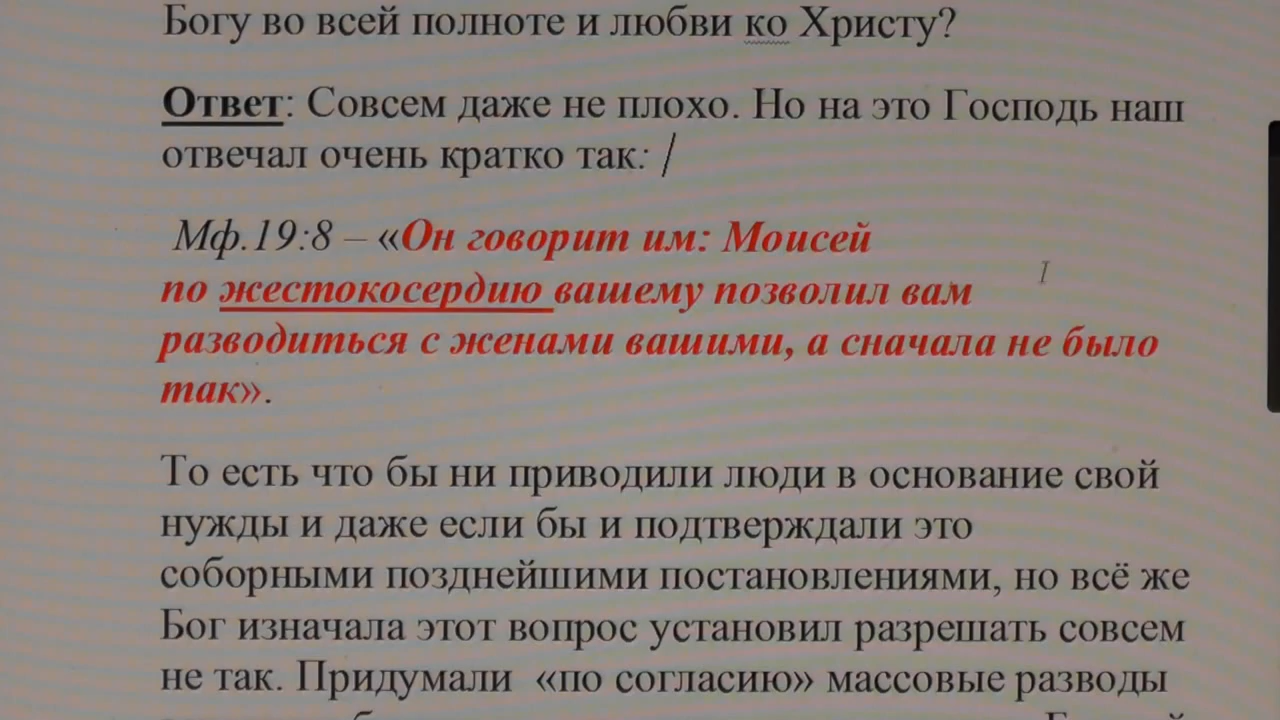 Богу во всей полноте и любви ко Христу?
Ответ: Совсем даже не плохо. Но на это Господь наш
отвечал очень кратко так: /
Мф.19:8 – «Он говорит им: Моисей
по жестокосердию вашему позволил вам
разводиться с женами вашими, а сначала не было
так».
То есть что бы ни приводили люди в основание свой
нужды и даже если бы и подтверждали это
соборными позднейшими постановлениями, но всё же
Бог изначала этот вопрос установил разрешать совсем
не так. Придумали «по согласию» массовые разводы